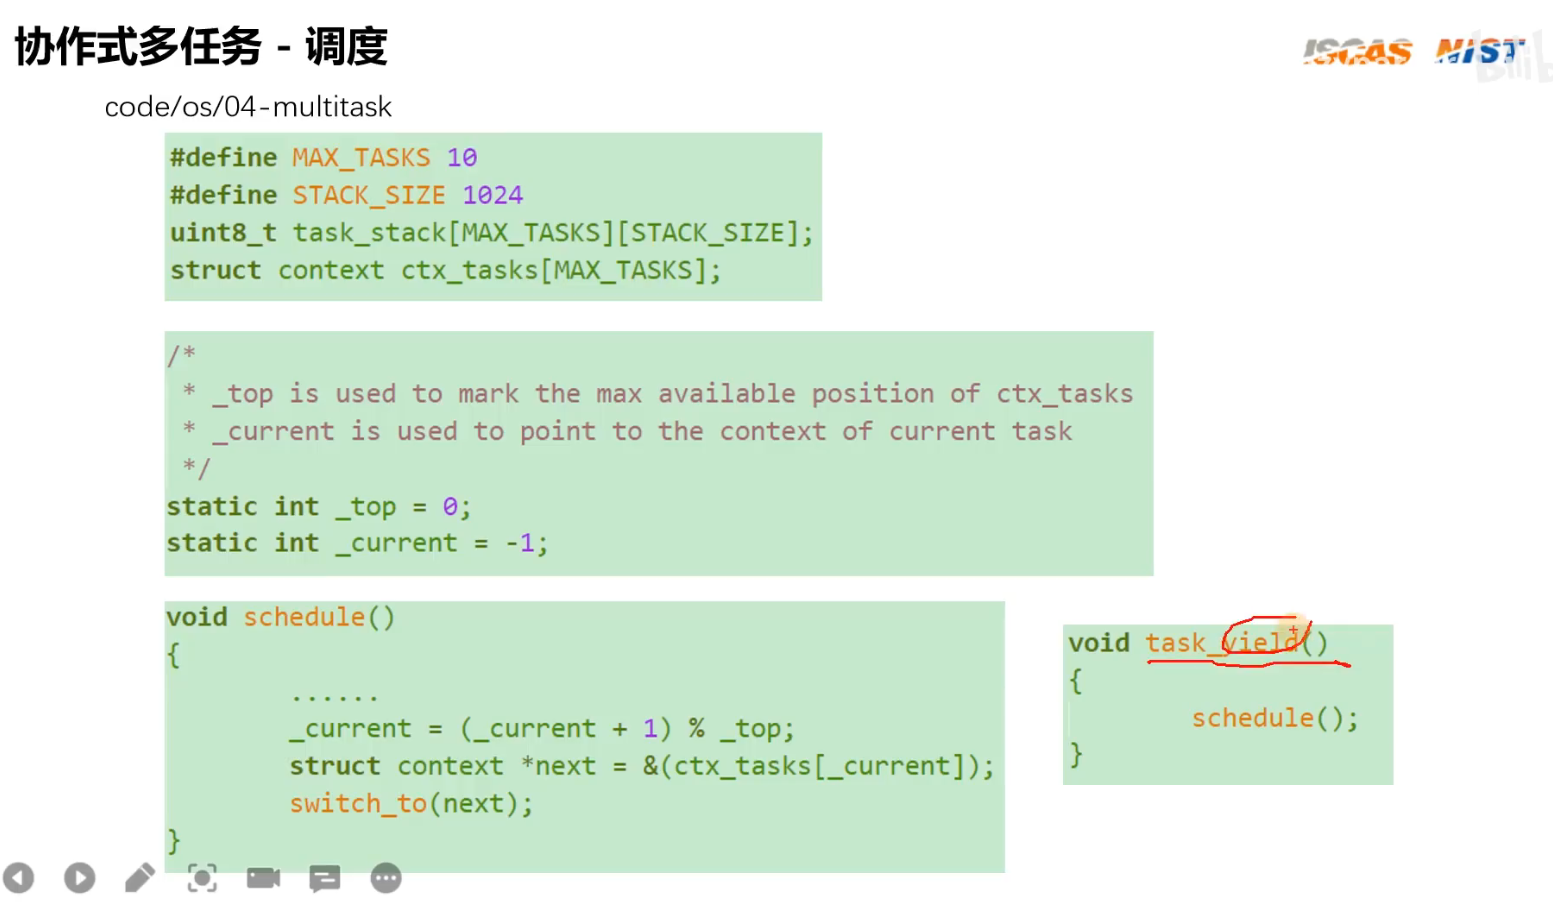 协作式多任务 - 调度
ISCAS NIST
code/os/04-multitask
#define MAX_TASKS 10
#define STACK_SIZE 1024
uint8_t task_stack[MAX_TASKS][STACK_SIZE];
struct context ctx_tasks[MAX_TASKS];
/*
* _top is used to mark the max available position of ctx_tasks
* _current is used to point to the context of current task
*/
static int _top = 0;
static int _current = -1;
void schedule()
{
......
_current = (_current + 1) % _top;
struct context *next = &(ctx_tasks[_current]);
switch_to(next);
}
void task_yield()
{
schedule();
}